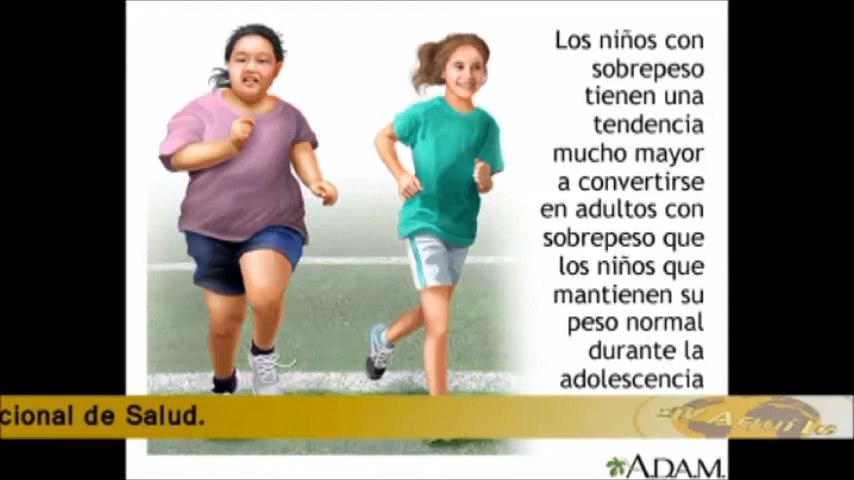 Los niños con
sobrepeso
tienen una
tendencia
mucho mayor
a convertirse
en adultos con
sobrepeso que
los niños que
mantienen su
peso normal
durante la
adolescencia
cional de Salud.
A.D.A.M.